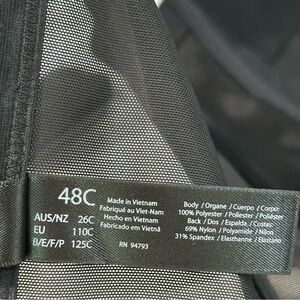 48C
AUS/NZ 26C
EU 110C
B/E/F/P 125C
Made in Vietnam
Fabriqué au Viet-Nam
Hecho en Vietnam
Fabricado em Vietnã
RN 94793
Body / Organe / Cuerpo / Corpo:
100% Polyester / Poliester / Poliéster
Back / Dos / Espalda / Costas:
69% Nylon / Polyamide / Nilon
31% Spandex / Elasthanne / Elastano